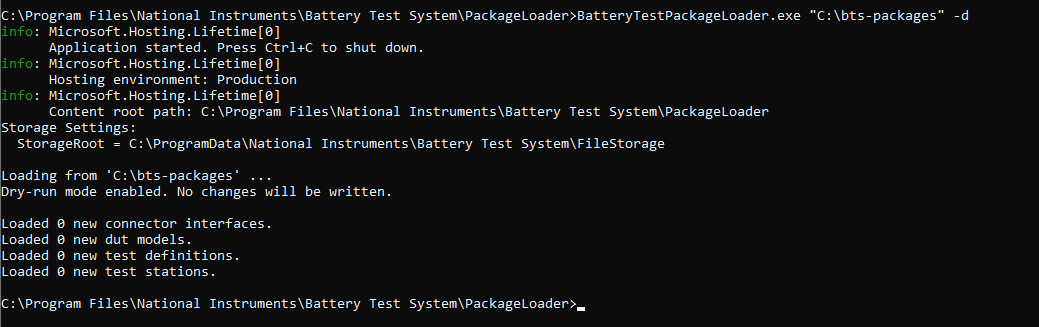 C:\Program Files\National Instruments\Battery Test System\PackageLoader>BatteryTestPackageLoader.exe "C:\bts-packages" -d
info: Microsoft.Hosting.Lifetime[0]
      Application started. Press Ctrl+C to shut down.
info: Microsoft.Hosting.Lifetime[0]
      Hosting environment: Production
info: Microsoft.Hosting.Lifetime[0]
      Content root path: C:\Program Files\National Instruments\Battery Test System\PackageLoader
Storage Settings:
  StorageRoot = C:\ProgramData\National Instruments\Battery Test System\FileStorage

Loading from 'C:\bts-packages' ...
Dry-run mode enabled. No changes will be written.

Loaded 0 new connector interfaces.
Loaded 0 new dut models.
Loaded 0 new test definitions.
Loaded 0 new test stations.

C:\Program Files\National Instruments\Battery Test System\PackageLoader>